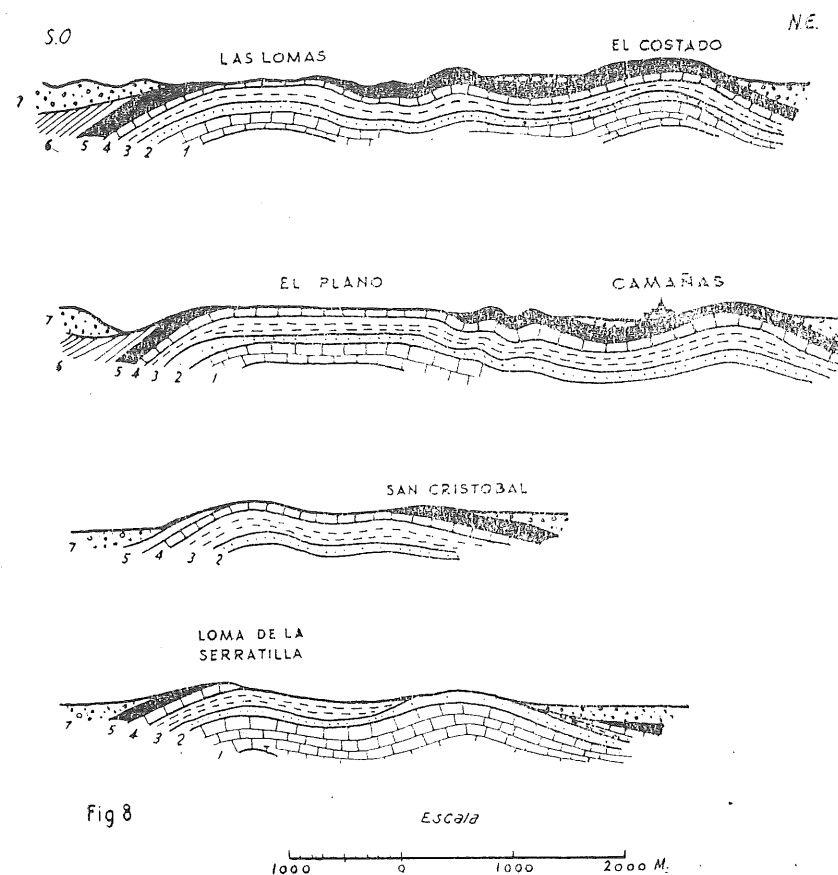 S.O
N.E.
LAS LOMAS
EL COSTADO
7
6 5 4 3 2 1
EL PLANO
CAMAÑAS
7
6 5 4 3 2 1
SAN CRISTOBAL
7 5 4 3 2
LOMA DE LA
SERRATILLA
7 5 4 3 2 1
Fig 8
Escala
1000 0 1000 2000 M.